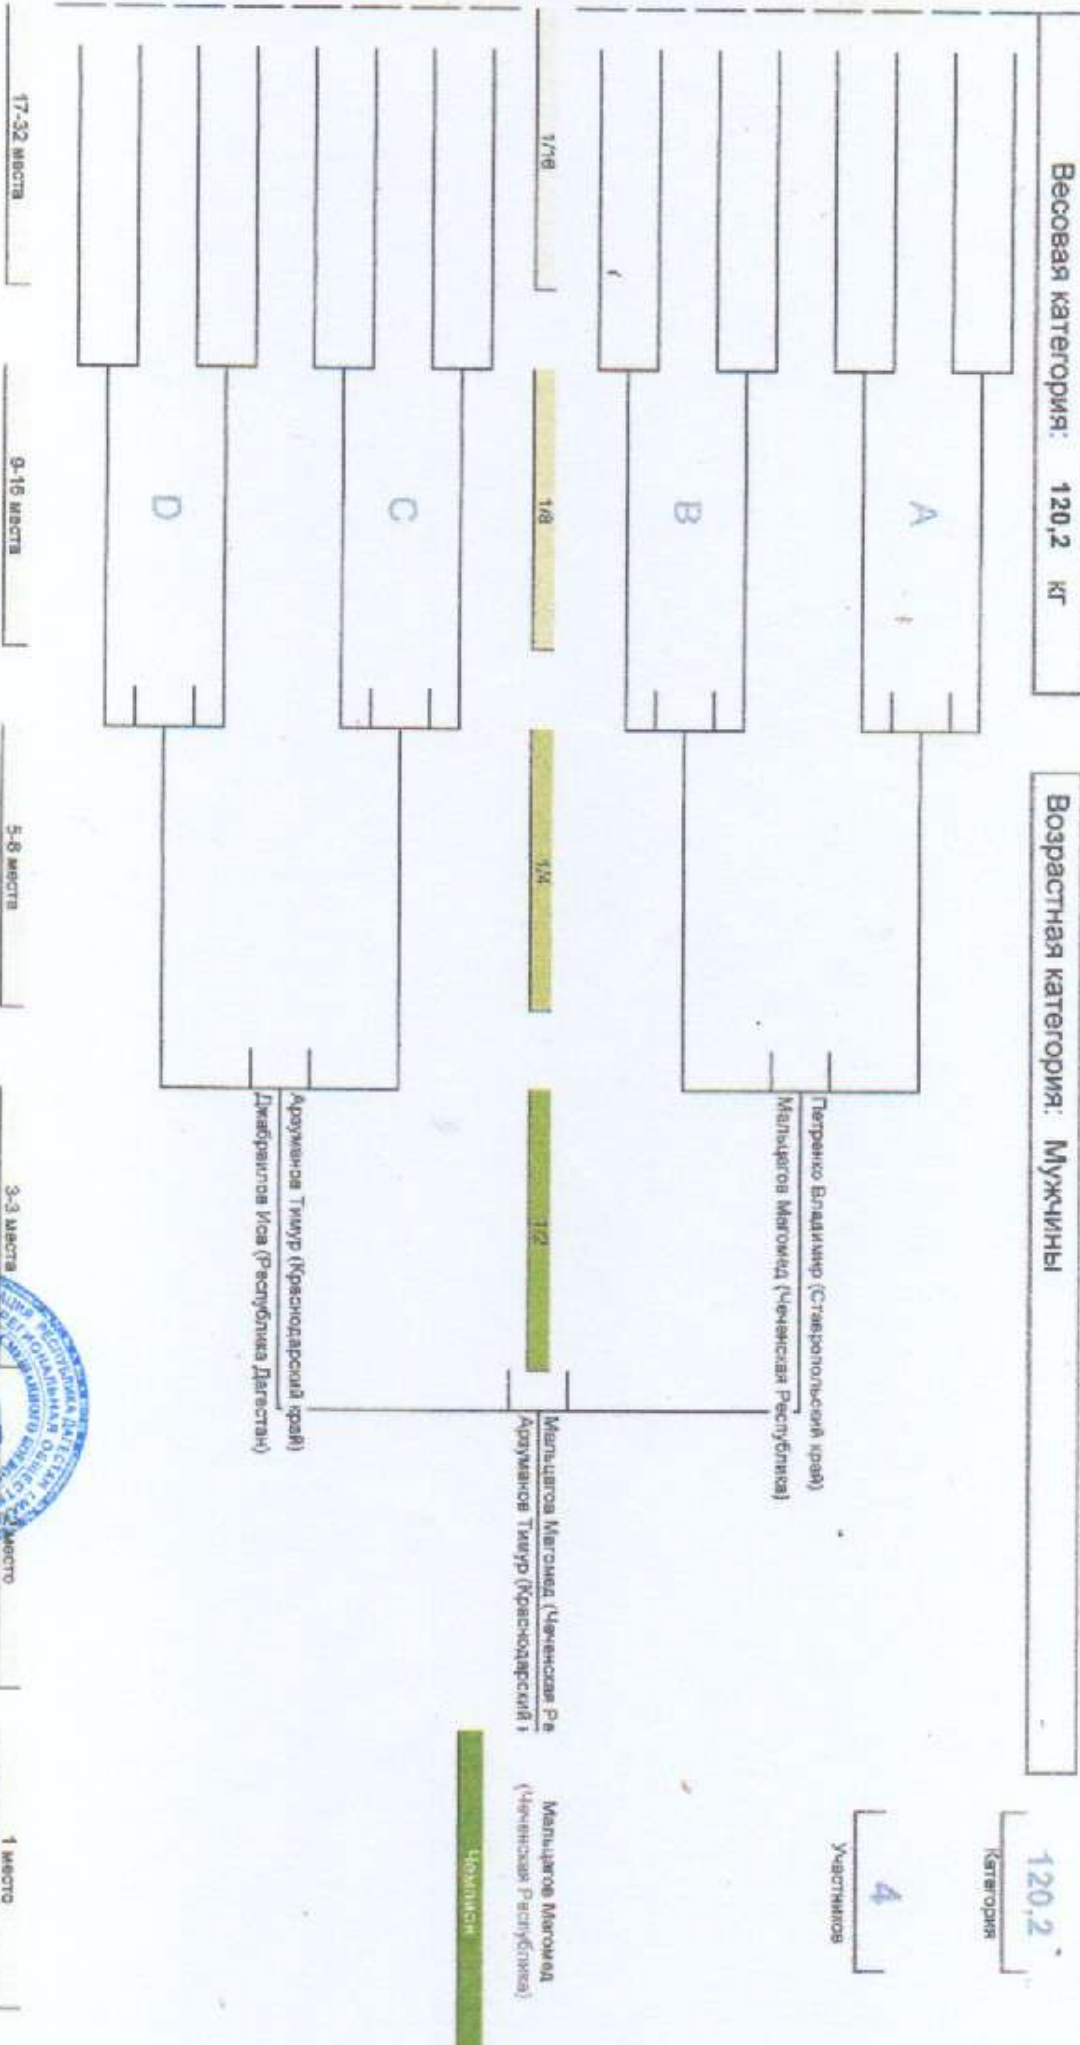 Весовая категория: 120,2 кг
Возрастная категория: Мужчины
120,2
Категория
4
Участников
A
B
C
D
Петренко Владимир (Ставропольский край)
Мальцагов Магомед (Чеченская Республика)
Арзуманов Тимур (Краснодарский край)
Джабраилов Иса (Республика Дагестан)
Мальцагов Магомед (Чеченская Ре
Арзуманов Тимур (Краснодарский к
Мальцагов Магомед
(Чеченская Республика)
1/16
1/8
1/4
1/2
Чемпион
17-32 места
9-16 места
5-8 места
3-3 места
2 место
1 место